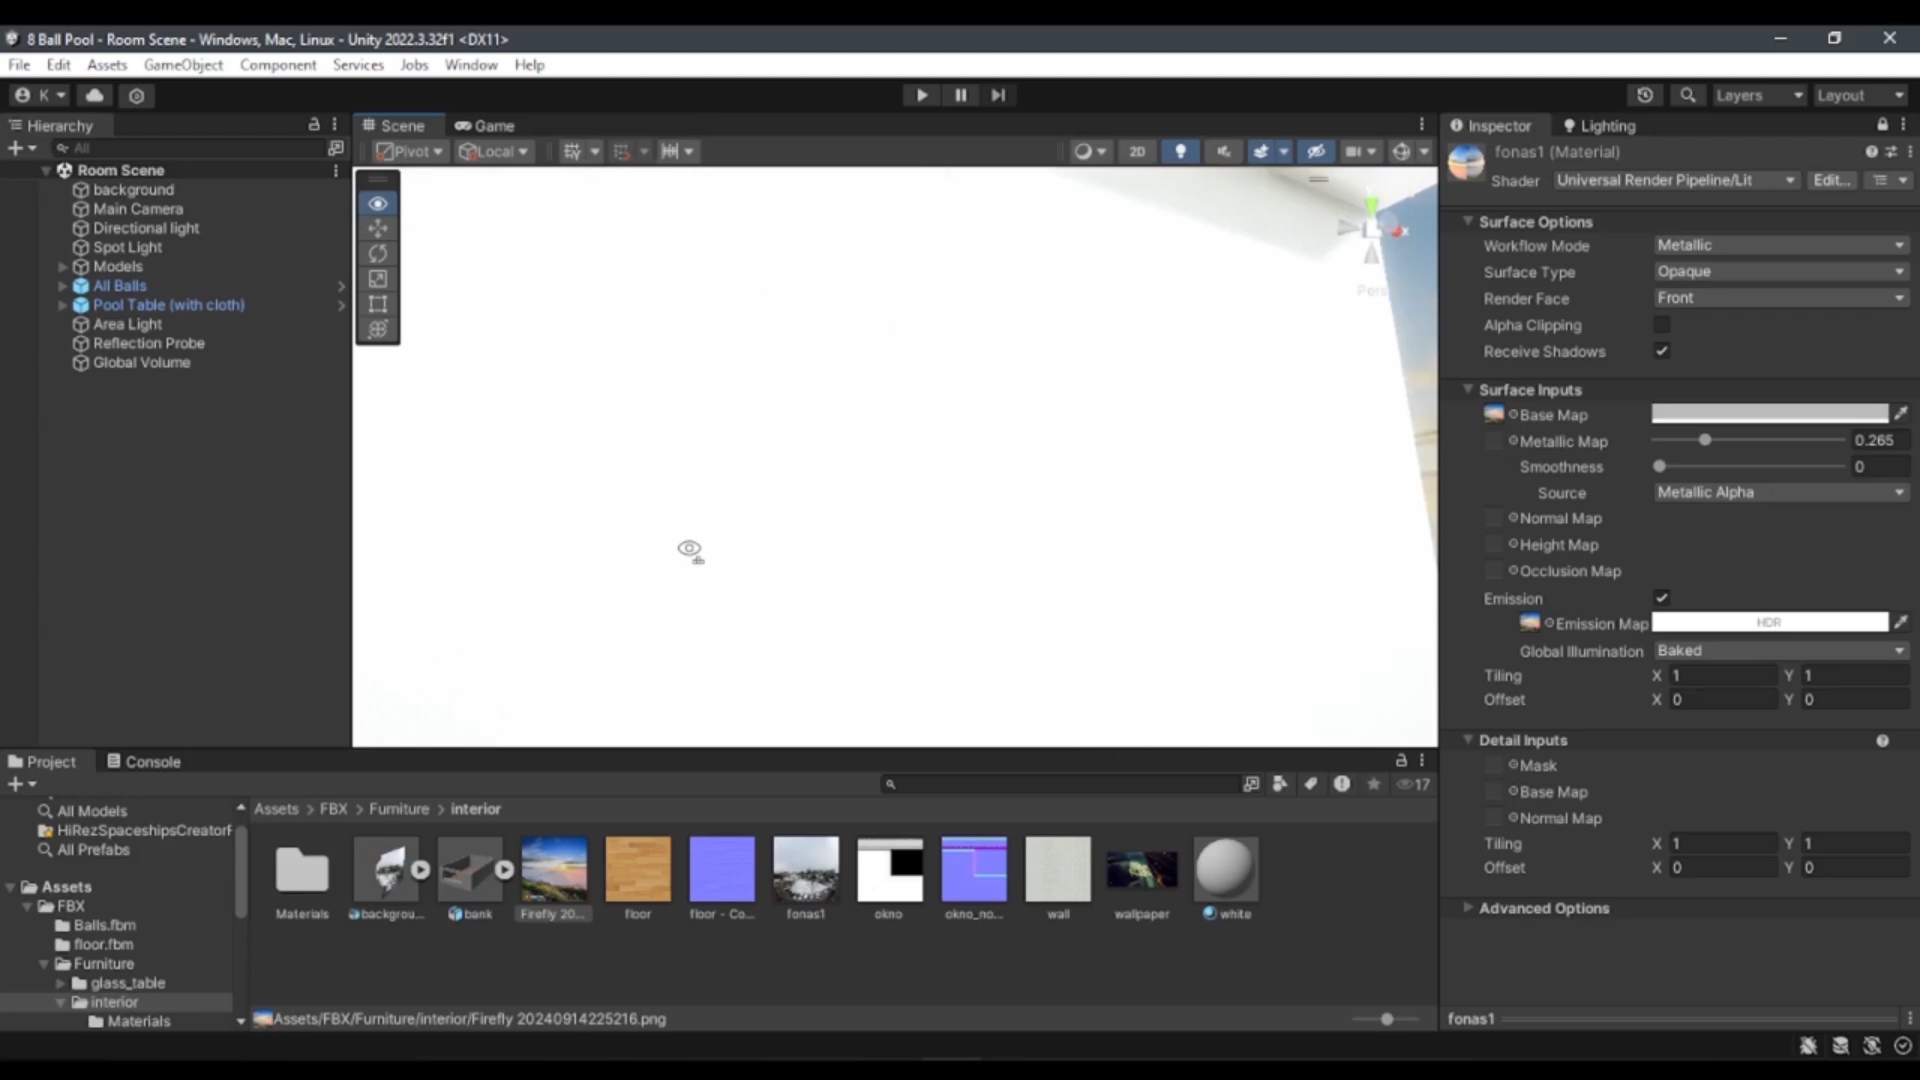 8 Ball Pool - Room Scene - Windows, Mac, Linux - Unity 2022.3.32f1 <DX11>
File Edit Assets GameObject Component Services Jobs Window Help
K
Layers
Layout
Hierarchy
All
Room Scene
background
Main Camera
Directional light
Spot Light
Models
All Balls
Pool Table (with cloth)
Area Light
Reflection Probe
Global Volume
Scene
Game
Pivot
Local
2D
x
Pers
Inspector
Lighting
fonas1 (Material)
Shader Universal Render Pipeline/Lit Edit...
Surface Options
Workflow Mode Metallic
Surface Type Opaque
Render Face Front
Alpha Clipping
Receive Shadows
Surface Inputs
Base Map
Metallic Map 0.265
Smoothness 0
Source Metallic Alpha
Normal Map
Height Map
Occlusion Map
Emission
Emission Map HDR
Global Illumination Baked
Tiling X 1 Y 1
Offset X 0 Y 0
Detail Inputs
Mask
Base Map
Normal Map
Tiling X 1 Y 1
Offset X 0 Y 0
Advanced Options
fonas1
Project
Console
17
All Models
HiRezSpaceshipsCreatorF
All Prefabs
Assets
FBX
Balls.fbm
floor.fbm
Furniture
glass_table
interior
Materials
Assets > FBX > Furniture > interior
Materials
backgrou...
bank
Firefly 20...
floor
floor - Co...
fonas1
okno
okno_no...
wall
wallpaper
white
Assets/FBX/Furniture/interior/Firefly 20240914225216.png